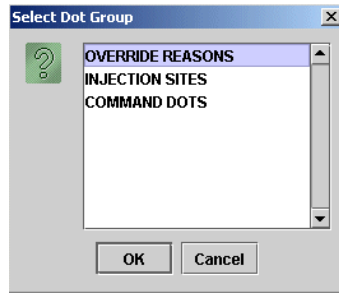 Select Dot Group
OVERRIDE REASONS
INJECTION SITES
COMMAND DOTS
OK
Cancel